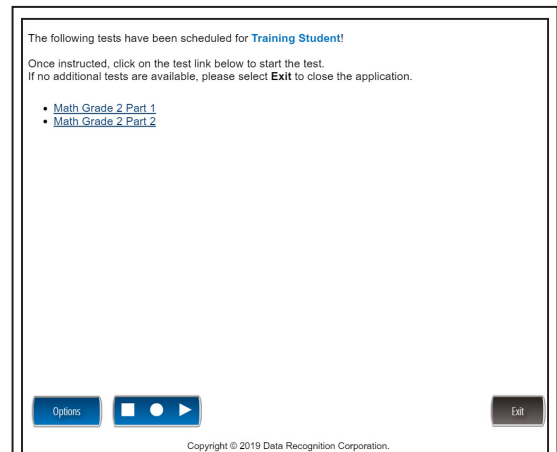 The following tests have been scheduled for Training Student!
Once instructed, click on the test link below to start the test.
If no additional tests are available, please select Exit to close the application.
• Math Grade 2 Part 1
• Math Grade 2 Part 2
Options
Exit
Copyright © 2019 Data Recognition Corporation.